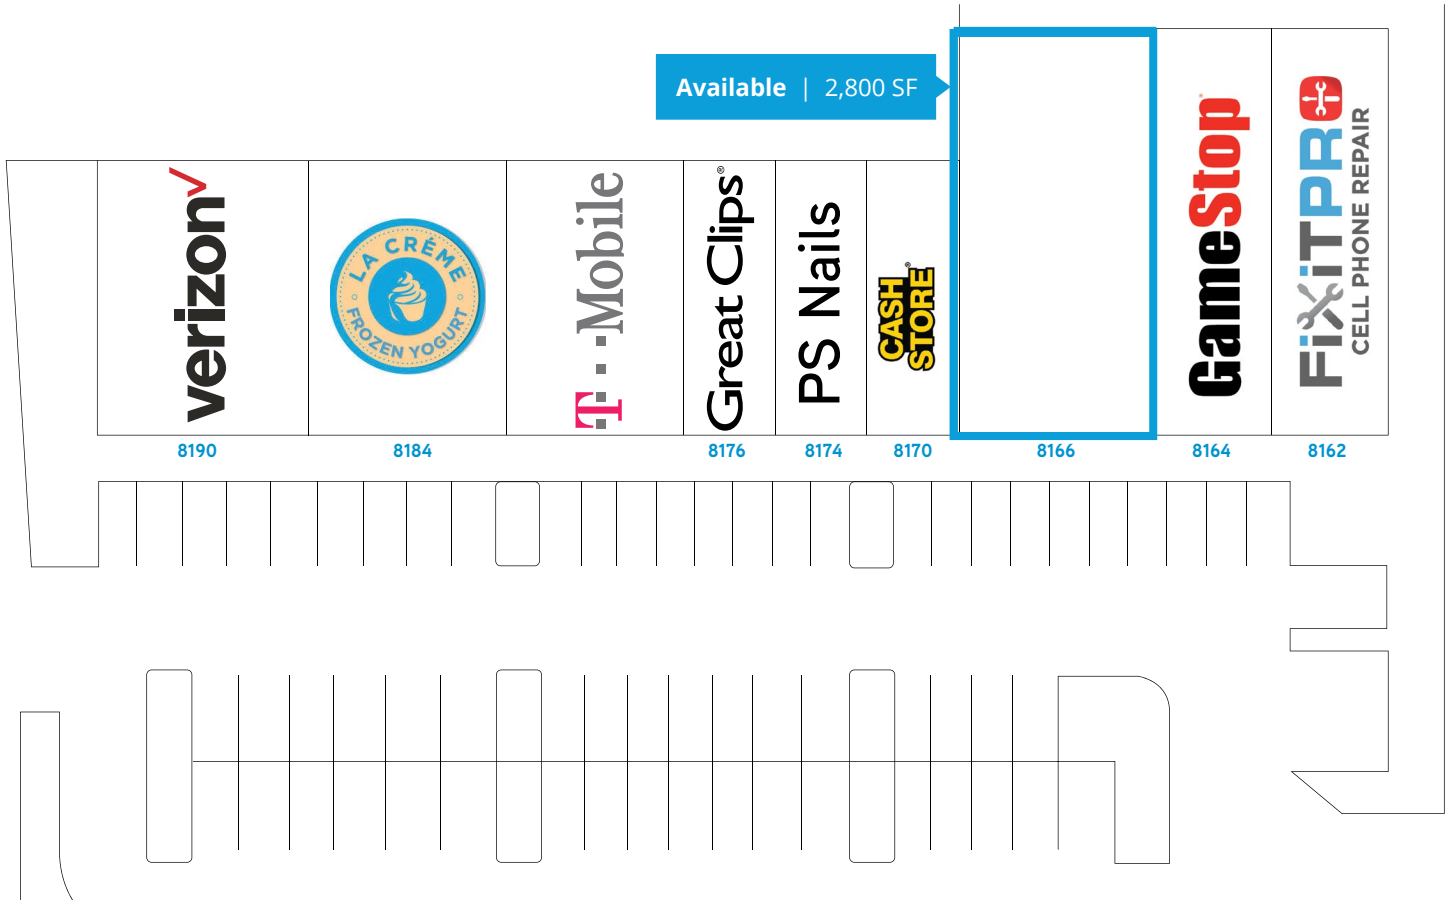 Available | 2,800 SF
verizon
LA CRÉME
FROZEN YOGURT
T · · Mobile
Great Clips®
PS Nails
CASH
STORE®
GameStop
FiXiTPRO
CELL PHONE REPAIR
8190
8184
8176
8174
8170
8166
8164
8162